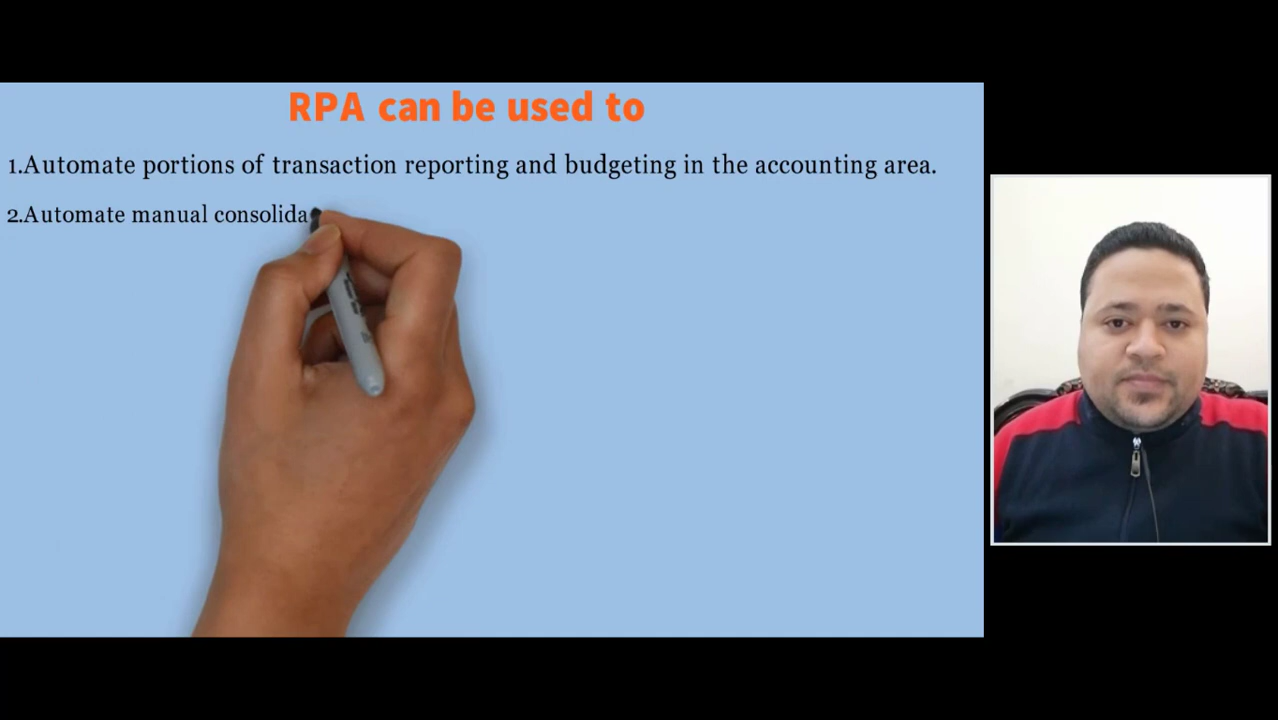 RPA can be used to
1.Automate portions of transaction reporting and budgeting in the accounting area.
2.Automate manual consolida